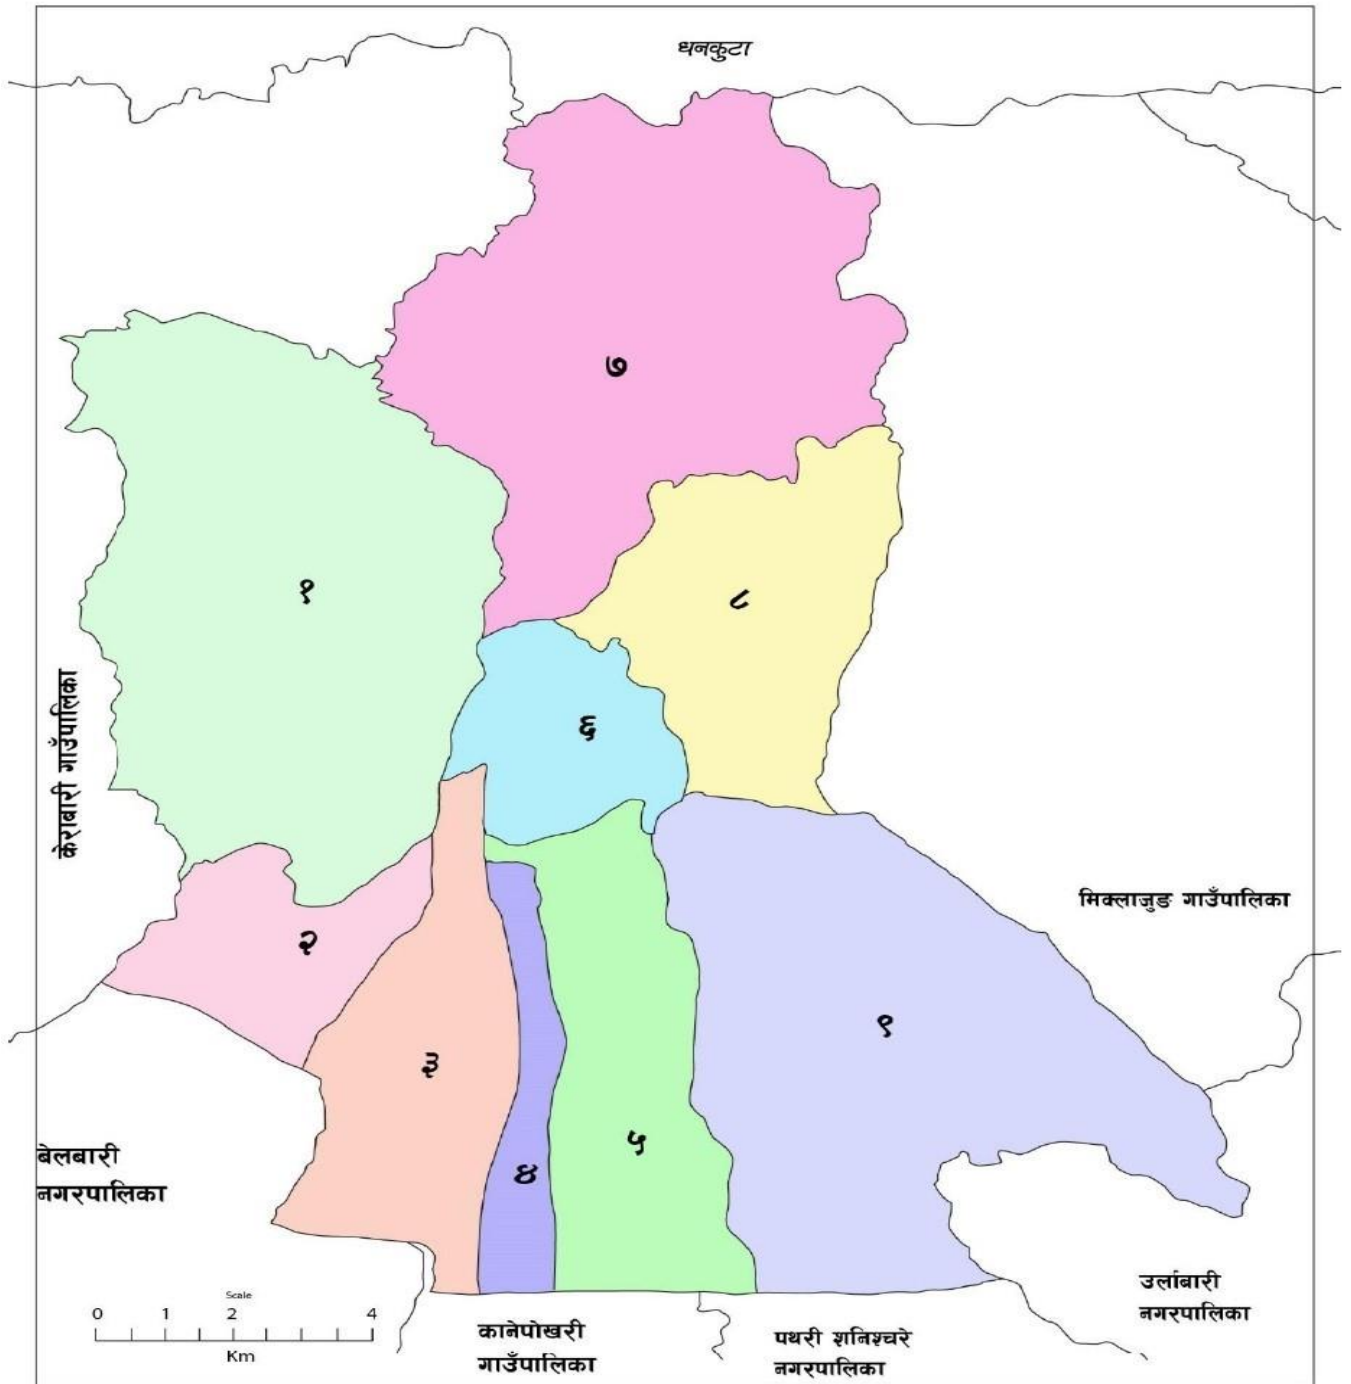 धनकुटा
७
१
८
केराबारी गाउँपालिका
६
मिक्लाजुङ गाउँपालिका
२
९
३
५
बेलबारी
नगरपालिका
४
उर्लाबारी
नगरपालिका
Scale
0 1 2 4
Km
कानेपोखरी
गाउँपालिका
पथरी शनिश्चरे
नगरपालिका